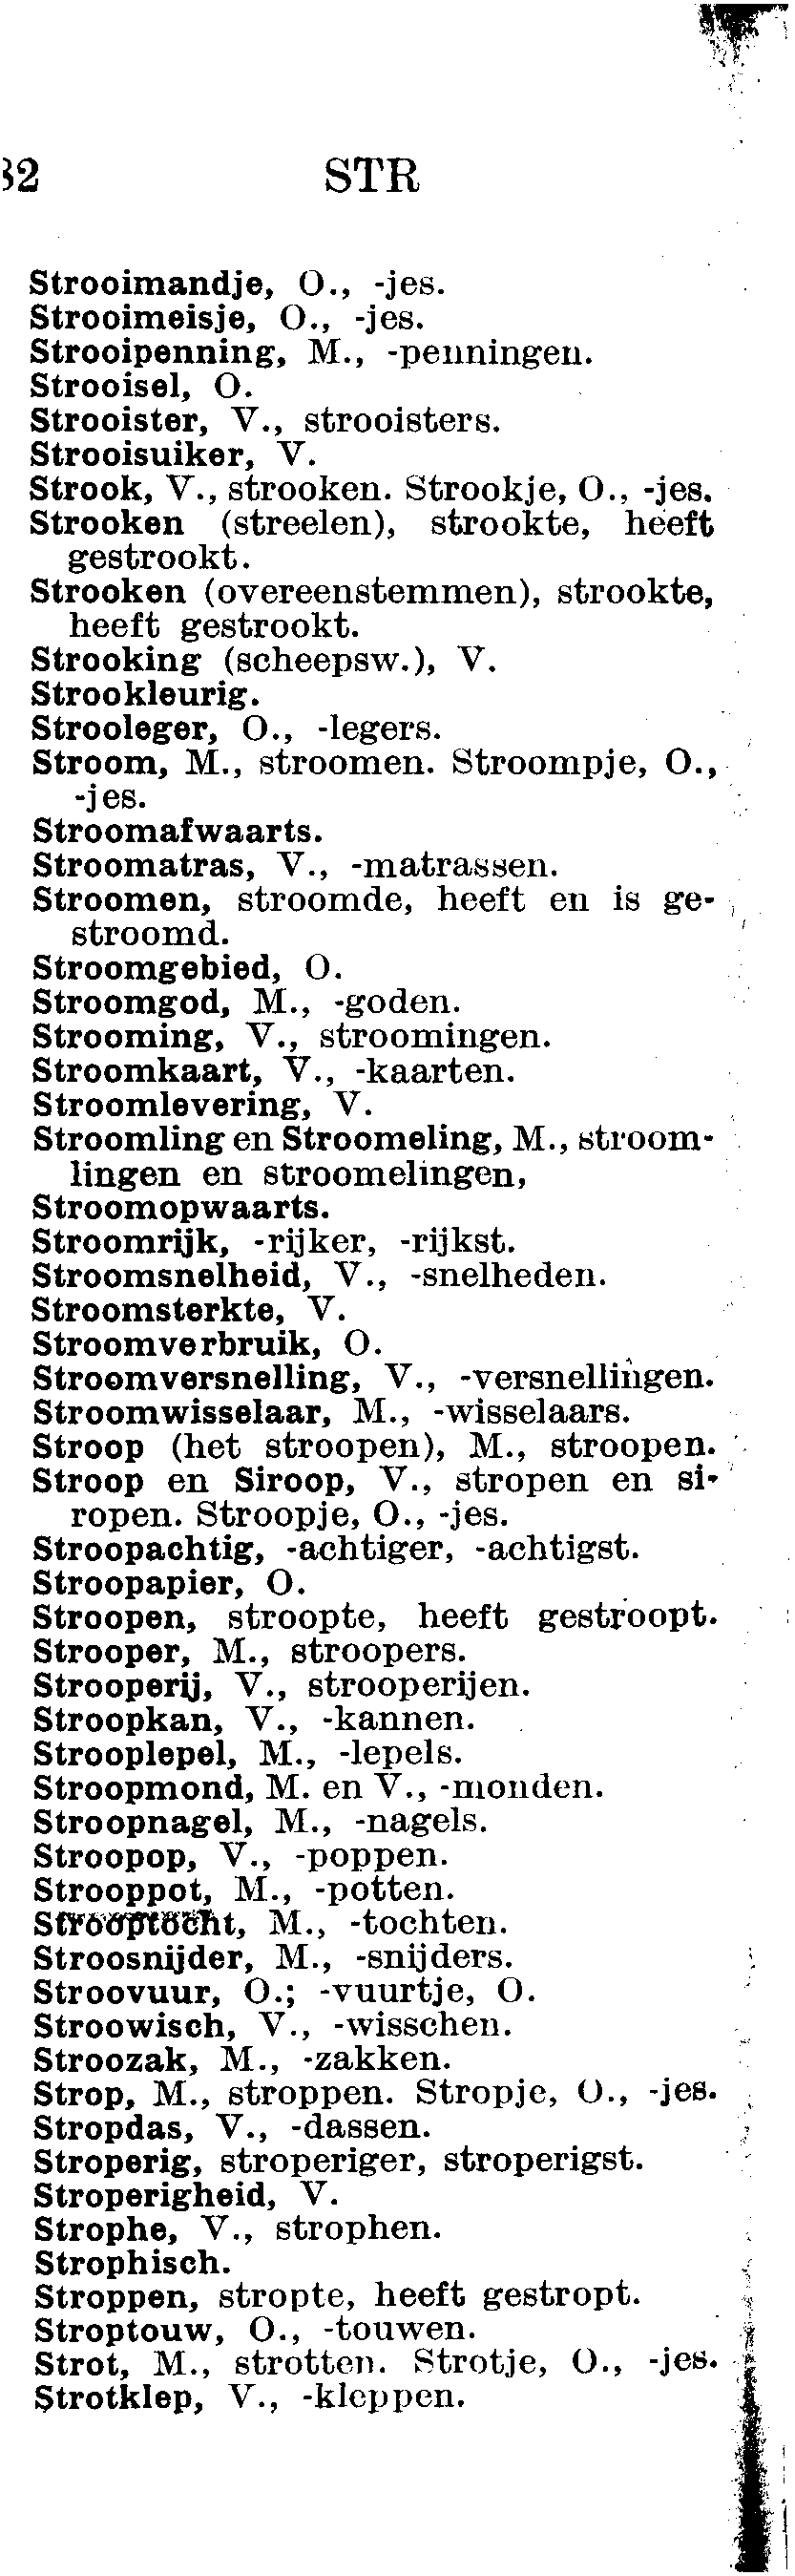 32 STR
Strooimandje, O., -jes.
Strooimeisje, O., -jes.
Strooipenning, M., -penningen.
Strooisel, O.
Strooister, V., strooisters.
Strooisuiker, V.
Strook, V., strooken. Strookje, O., -jes.
Strooken (streelen), strookte, heeft
gestrookt.
Strooken (overeenstemmen), strookte,
heeft gestrookt.
Strooking (scheepsw.), V.
Strookleurig.
Strooleger, O., -legers.
Stroom, M., stroomen. Stroompje, O.,
-jes.
Stroomafwaarts.
Stroomatras, V., -matrassen.
Stroomen, stroomde, heeft en is ge-
stroomd.
Stroomgebied, O.
Stroomgod, M., -goden.
Strooming, V., stroomingen.
Stroomkaart, V., -kaarten.
Stroomlevering, V.
Stroomling en Stroomeling, M., stroom-
lingen en stroomelingen,
Stroomopwaarts.
Stroomrijk, -rijker, -rijkst.
Stroomsnelheid, V., -snelheden.
Stroomsterkte, V.
Stroomverbruik, O.
Stroomversnelling, V., -versnellingen.
Stroomwisselaar, M., -wisselaars.
Stroop (het stroopen), M., stroopen.
Stroop en Siroop, V., stropen en si-
ropen. Stroopje, O., -jes.
Stroopachtig, -achtiger, -achtigst.
Stroopapier, O.
Stroopen, stroopte, heeft gestroopt.
Strooper, M., stroopers.
Strooperij, V., strooperijen.
Stroopkan, V., -kannen.
Strooplepel, M., -lepels.
Stroopmond, M. en V., -monden.
Stroopnagel, M., -nagels.
Stroopop, V., -poppen.
Strooppot, M., -potten.
Strooptocht, M., -tochten.
Stroosnijder, M., -snijders.
Stroovuur, O.; -vuurtje, O.
Stroowisch, V., -wisschen.
Stroozak, M., -zakken.
Strop, M., stroppen. Stropje, O., -jes.
Stropdas, V., -dassen.
Stroperig, stroperiger, stroperigst.
Stroperigheid, V.
Strophe, V., strophen.
Strophisch.
Stroppen, stropte, heeft gestropt.
Stroptouw, O., -touwen.
Strot, M., strotten. Strotje, O., -jes.
Strotklep, V., -kleppen.